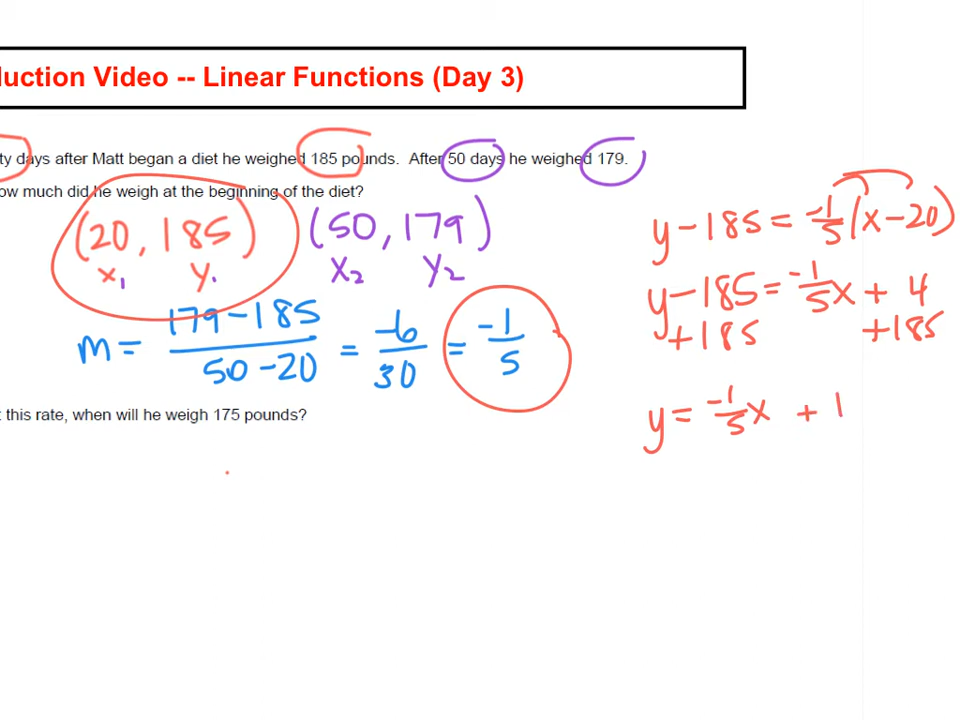 duction Video -- Linear Functions (Day 3)
ty days after Matt began a diet he weighed 185 pounds. After 50 days he weighed 179.
ow much did he weigh at the beginning of the diet?
(20, 185) (50, 179)
x₁ y₁ x₂ y₂
m = 179-185 / 50-20 = -6/30 = -1/5
y-185 = -1/5(x-20)
y-185 = -1/5x + 4
+185 +185
y = -1/5x + 1
t this rate, when will he weigh 175 pounds?